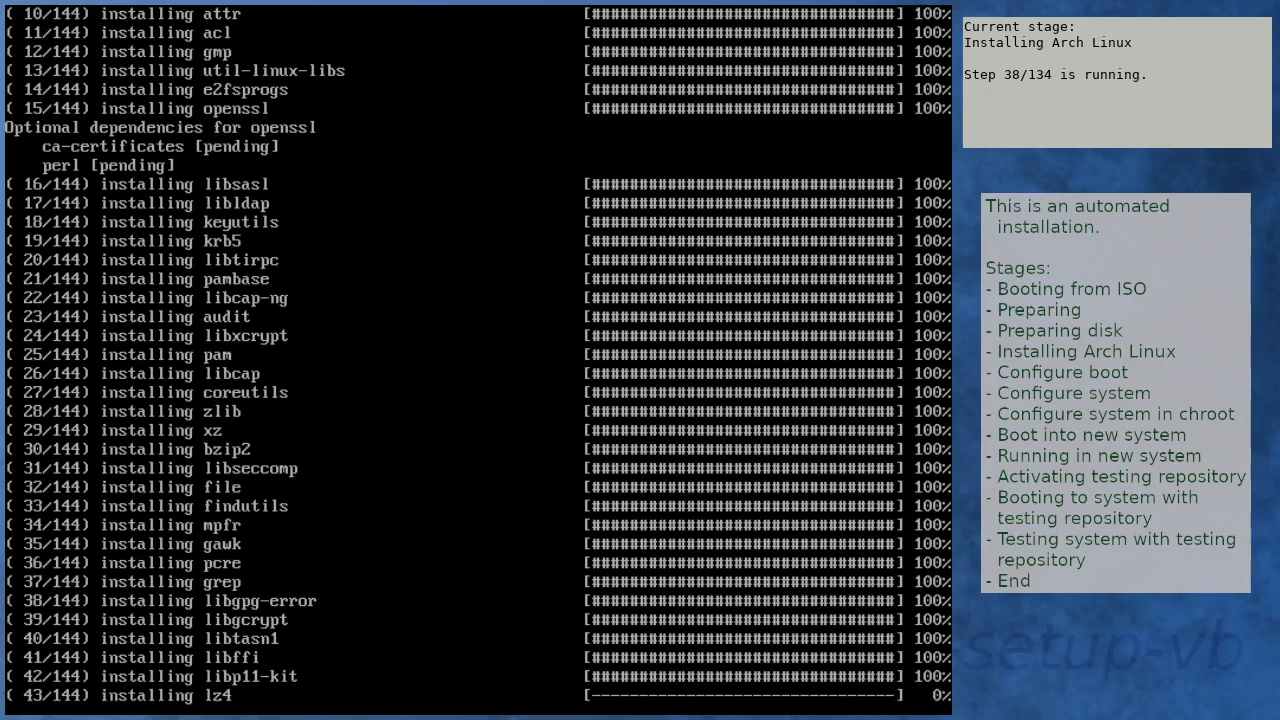 ( 10/144) installing attr [################################] 100%
( 11/144) installing acl [################################] 100%
( 12/144) installing gmp [################################] 100%
( 13/144) installing util-linux-libs [################################] 100%
( 14/144) installing e2fsprogs [################################] 100%
( 15/144) installing openssl [################################] 100%
Optional dependencies for openssl
ca-certificates [pending]
perl [pending]
( 16/144) installing libsasl [################################] 100%
( 17/144) installing libldap [################################] 100%
( 18/144) installing keyutils [################################] 100%
( 19/144) installing krb5 [################################] 100%
( 20/144) installing libtirpc [################################] 100%
( 21/144) installing pambase [################################] 100%
( 22/144) installing libcap-ng [################################] 100%
( 23/144) installing audit [################################] 100%
( 24/144) installing libxcrypt [################################] 100%
( 25/144) installing pam [################################] 100%
( 26/144) installing libcap [################################] 100%
( 27/144) installing coreutils [################################] 100%
( 28/144) installing zlib [################################] 100%
( 29/144) installing xz [################################] 100%
( 30/144) installing bzip2 [################################] 100%
( 31/144) installing libseccomp [################################] 100%
( 32/144) installing file [################################] 100%
( 33/144) installing findutils [################################] 100%
( 34/144) installing mpfr [################################] 100%
( 35/144) installing gawk [################################] 100%
( 36/144) installing pcre [################################] 100%
( 37/144) installing grep [################################] 100%
( 38/144) installing libgpg-error [################################] 100%
( 39/144) installing libgcrypt [################################] 100%
( 40/144) installing libtasn1 [################################] 100%
( 41/144) installing libffi [################################] 100%
( 42/144) installing libp11-kit [################################] 100%
( 43/144) installing lz4 [--------------------------------] 0%
Current stage:
Installing Arch Linux
Step 38/134 is running.
This is an automated
installation.
Stages:
- Booting from ISO
- Preparing
- Preparing disk
- Installing Arch Linux
- Configure boot
- Configure system
- Configure system in chroot
- Boot into new system
- Running in new system
- Activating testing repository
- Booting to system with
testing repository
- Testing system with testing
repository
- End
setup-vb